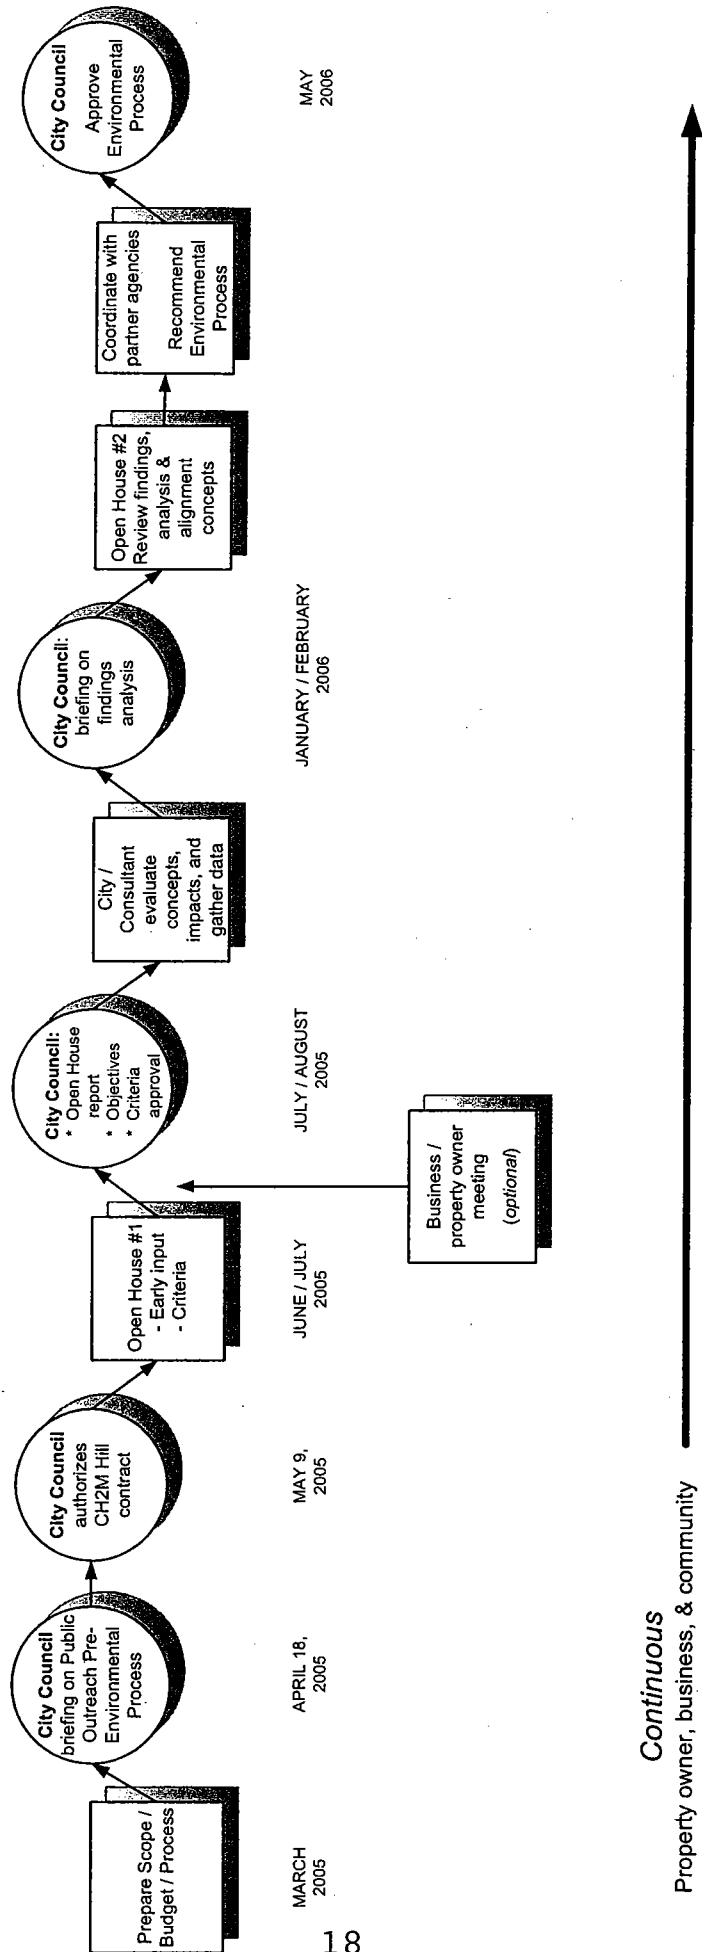 Prepare Scope /
Budget / Process
City Council
briefing on Public
Outreach Pre-
Environmental
Process
City Council
authorizes
CH2M Hill
contract
Open House #1
- Early input
- Criteria
City Council:
* Open House
report
* Objectives
* Criteria
approval
City /
Consultant
evaluate
concepts,
impacts, and
gather data
City Council:
briefing on
findings
analysis
Open House #2
Review findings,
analysis &
alignment
concepts
Coordinate with
partner agencies
Recommend
Environmental
Process
City Council
Approve
Environmental
Process
MARCH
2005
APRIL 18,
2005
MAY 9,
2005
JUNE / JULY
2005
JULY / AUGUST
2005
JANUARY / FEBRUARY
2006
MAY
2006
Business /
property owner
meeting
(optional)
Continuous
Property owner, business, & community
18